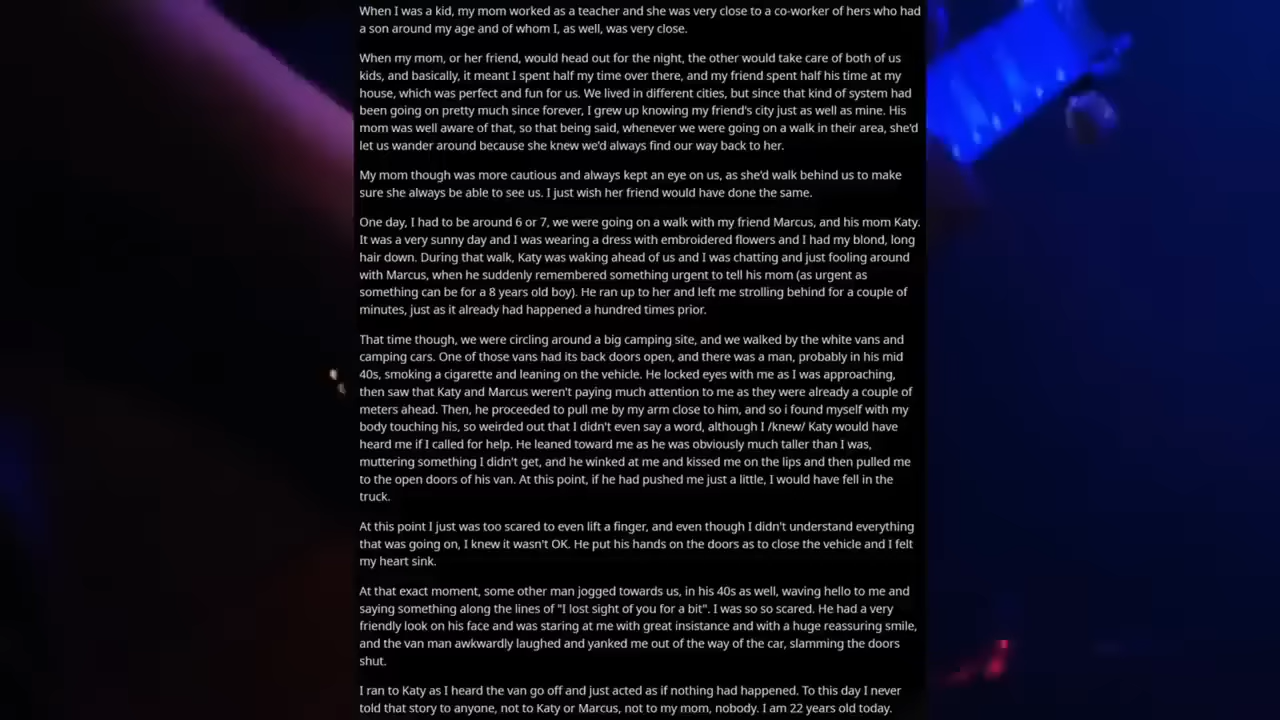 When I was a kid, my mom worked as a teacher and she was very close to a co-worker of hers who had
a son around my age and of whom I, as well, was very close.
When my mom, or her friend, would head out for the night, the other would take care of both of us
kids, and basically, it meant I spent half my time over there, and my friend spent half his time at my
house, which was perfect and fun for us. We lived in different cities, but since that kind of system had
been going on pretty much since forever, I grew up knowing my friend's city just as well as mine. His
mom was well aware of that, so that being said, whenever we were going on a walk in their area, she'd
let us wander around because she knew we'd always find our way back to her.
My mom though was more cautious and always kept an eye on us, as she'd walk behind us to make
sure she always be able to see us. I just wish her friend would have done the same.
One day, I had to be around 6 or 7, we were going on a walk with my friend Marcus, and his mom Katy.
It was a very sunny day and I was wearing a dress with embroidered flowers and I had my blond, long
hair down. During that walk, Katy was waking ahead of us and I was chatting and just fooling around
with Marcus, when he suddenly remembered something urgent to tell his mom (as urgent as
something can be for a 8 years old boy). He ran up to her and left me strolling behind for a couple of
minutes, just as it already had happened a hundred times prior.
That time though, we were circling around a big camping site, and we walked by the white vans and
camping cars. One of those vans had its back doors open, and there was a man, probably in his mid
40s, smoking a cigarette and leaning on the vehicle. He locked eyes with me as I was approaching,
then saw that Katy and Marcus weren't paying much attention to me as they were already a couple of
meters ahead. Then, he proceeded to pull me by my arm close to him, and so i found myself with my
body touching his, so weirded out that I didn't even say a word, although I /knew/ Katy would have
heard me if I called for help. He leaned toward me as he was obviously much taller than I was,
muttering something I didn't get, and he winked at me and kissed me on the lips and then pulled me
to the open doors of his van. At this point, if he had pushed me just a little, I would have fell in the
truck.
At this point I just was too scared to even lift a finger, and even though I didn't understand everything
that was going on, I knew it wasn't OK. He put his hands on the doors as to close the vehicle and I felt
my heart sink.
At that exact moment, some other man jogged towards us, in his 40s as well, waving hello to me and
saying something along the lines of "I lost sight of you for a bit". I was so so scared. He had a very
friendly look on his face and was staring at me with great insistance and with a huge reassuring smile,
and the van man awkwardly laughed and yanked me out of the way of the car, slamming the doors
shut.
I ran to Katy as I heard the van go off and just acted as if nothing had happened. To this day I never
told that story to anyone, not to Katy or Marcus, not to my mom, nobody. I am 22 years old today.